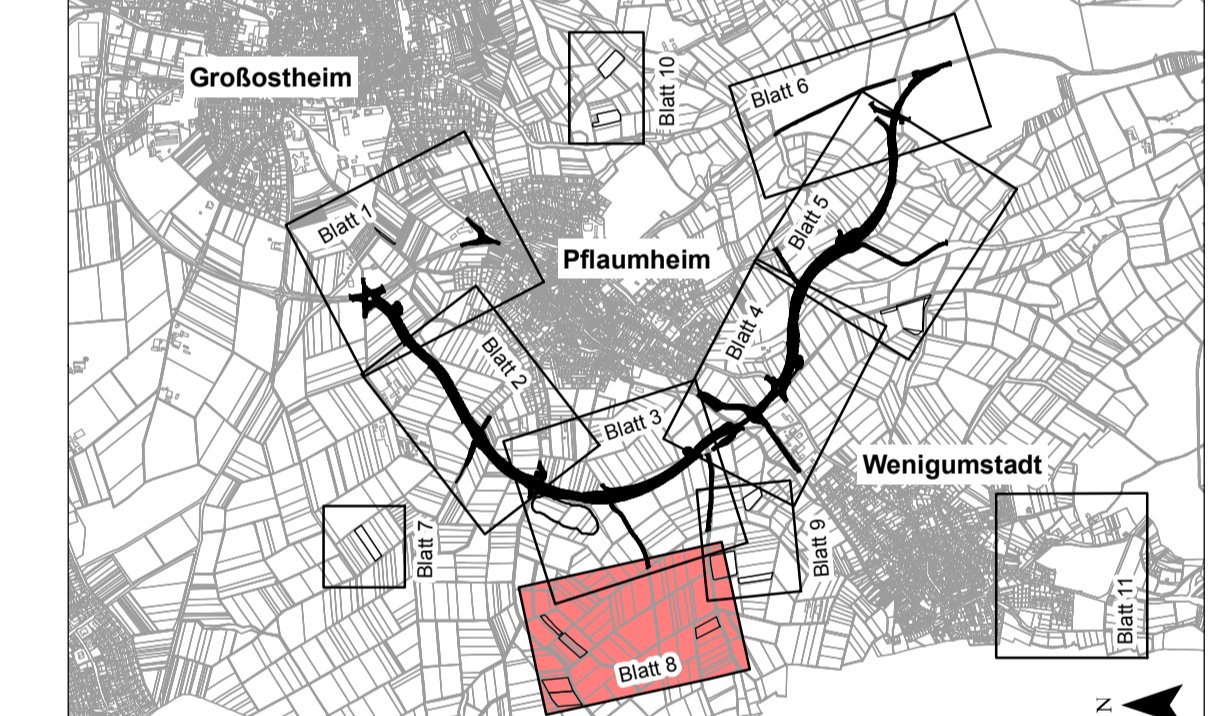 Großostheim
Blatt 10
Blatt 6
Blatt 1
Blatt 5
Pflaumheim
Blatt 4
Blatt 2
Blatt 3
Wenigumstadt
Blatt 7
Blatt 9
Blatt 11
Blatt 8
N